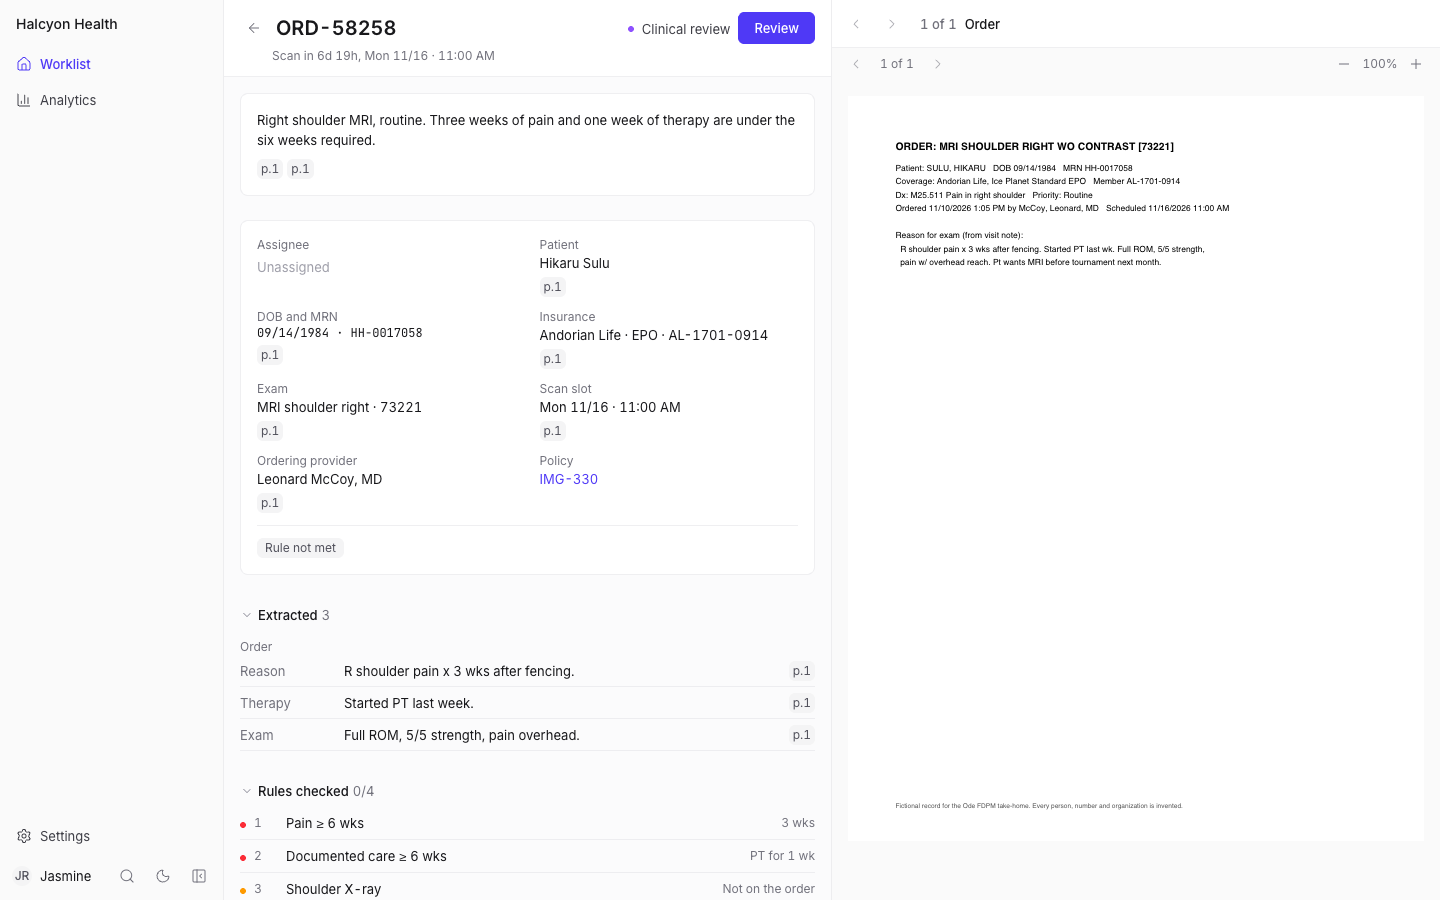 Halcyon Health
Worklist
Analytics
Settings
JR Jasmine
ORD-58258
Clinical review
Review
Scan in 6d 19h, Mon 11/16 · 11:00 AM
Right shoulder MRI, routine. Three weeks of pain and one week of therapy are under the
six weeks required.
p.1 p.1
Assignee
Unassigned
Patient
Hikaru Sulu
p.1
DOB and MRN
09/14/1984 · HH-0017058
p.1
Insurance
Andorian Life · EPO · AL-1701-0914
p.1
Exam
MRI shoulder right · 73221
p.1
Scan slot
Mon 11/16 · 11:00 AM
p.1
Ordering provider
Leonard McCoy, MD
p.1
Policy
IMG-330
Rule not met
Extracted 3
Order
Reason R shoulder pain x 3 wks after fencing. p.1
Therapy Started PT last week. p.1
Exam Full ROM, 5/5 strength, pain overhead. p.1
Rules checked 0/4
1 Pain ≥ 6 wks 3 wks
2 Documented care ≥ 6 wks PT for 1 wk
3 Shoulder X-ray Not on the order
1 of 1 Order
1 of 1
100%
ORDER: MRI SHOULDER RIGHT WO CONTRAST [73221]
Patient: SULU, HIKARU DOB 09/14/1984 MRN HH-0017058
Coverage: Andorian Life, Ice Planet Standard EPO Member AL-1701-0914
Dx: M25.511 Pain in right shoulder Priority: Routine
Ordered 11/10/2026 1:05 PM by McCoy, Leonard, MD Scheduled 11/16/2026 11:00 AM
Reason for exam (from visit note):
R shoulder pain x 3 wks after fencing. Started PT last wk. Full ROM, 5/5 strength,
pain w/ overhead reach. Pt wants MRI before tournament next month.
Fictional record for the Ode FDPM take-home. Every person, number and organization is invented.